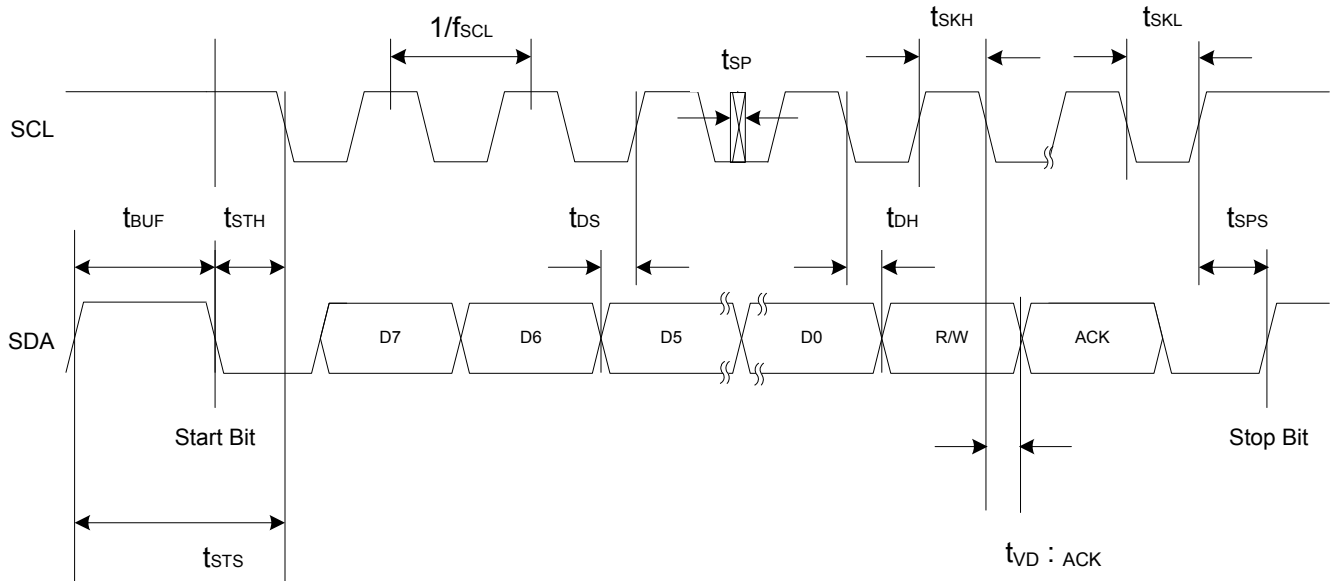 1/fSCL
tSKH
tSKL
tSP
SCL
tBUF
tSTH
tDS
tDH
tSPS
SDA
D7
D6
D5
D0
R/W
ACK
Start Bit
Stop Bit
tSTS
tVD : ACK